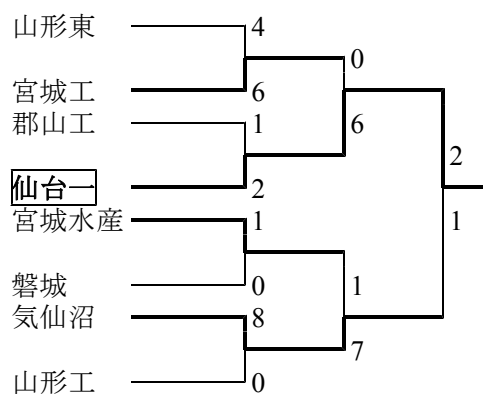 山形東 4
0
宮城工 6
郡山工 1
6
2
仙台一 2
宮城水産 1
1
磐城 0
1
気仙沼 8
7
山形工 0